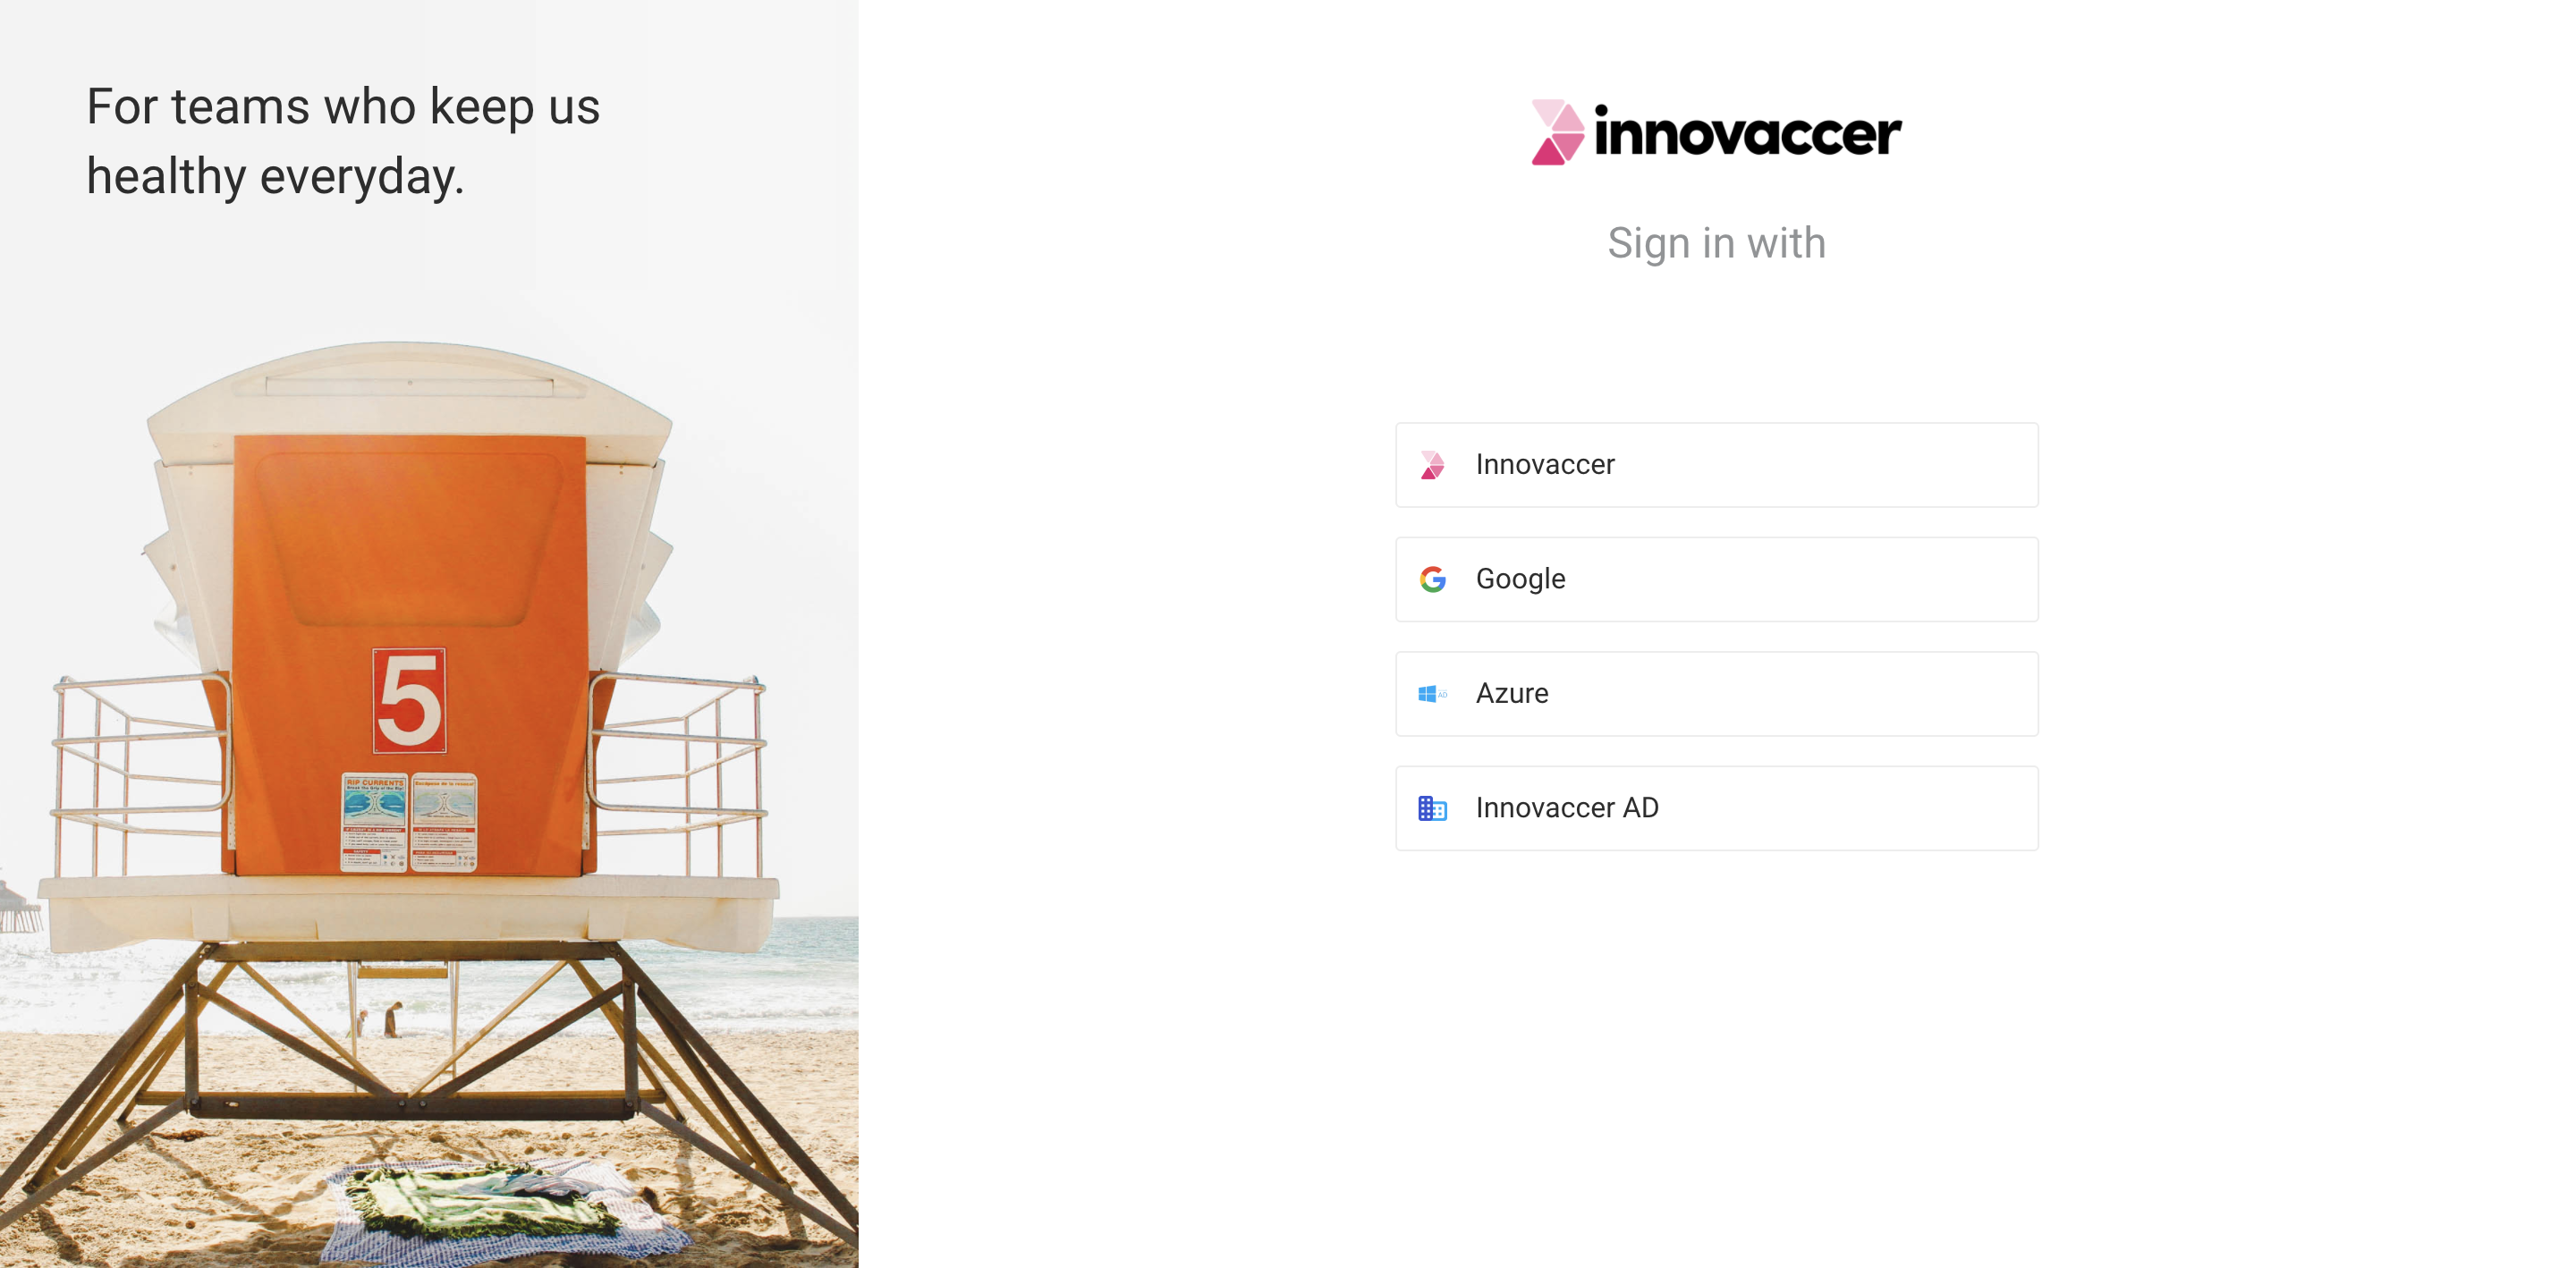 For teams who keep us
healthy everyday.
innovaccer
Sign in with
Innovaccer
Google
Azure
Innovaccer AD
5
RIP CURRENTS